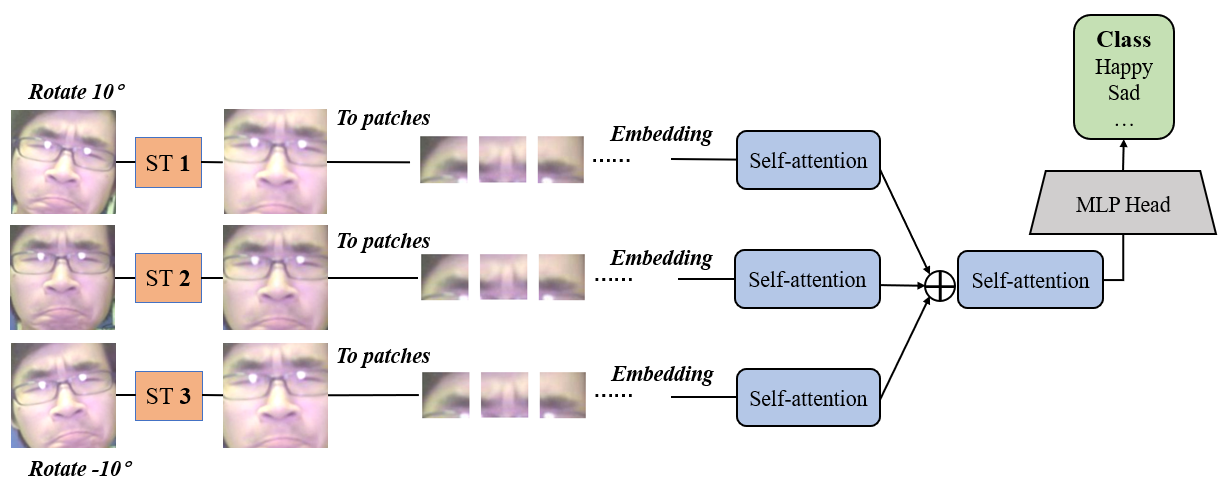 Class
Happy
Sad
…
Rotate 10°
To patches
Embedding
ST 1
……
Self-attention
MLP Head
To patches
Embedding
ST 2
……
Self-attention
Self-attention
To patches
Embedding
ST 3
……
Self-attention
Rotate -10°